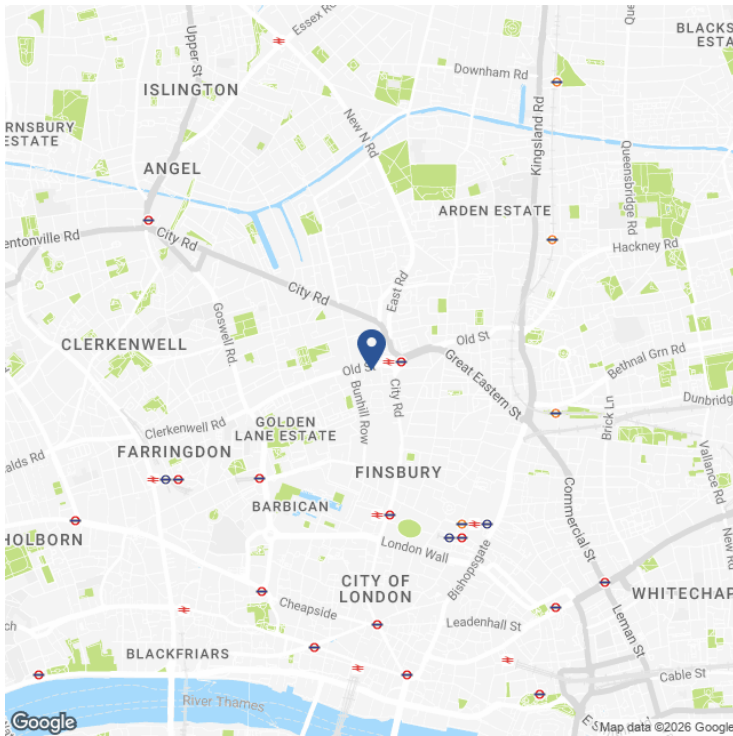 Essex Ro
BLACKS
ESTA
Upper St
Downham Rd
ISLINGTON
Kingsland Rd
New N Rd
RNSBURY
ESTATE
Queensbridge Rd
ANGEL
ARDEN ESTATE
entonville Rd
City Rd
Hackney Rd
East Rd
City Rd
Goswell Rd.
CLERKENWELL
Old St
Great Eastern St
Bethnal Grn Rd
Old St
Bunhill Row
City Rd
Brick Ln
Dunbridg
Clerkenwell Rd
GOLDEN
LANE ESTATE
FARRINGDON
Vallance Rd
alds Rd
FINSBURY
Commercial St
BARBICAN
HOLBORN
London Wall
New Rd
Bishopsgate
CITY OF
LONDON
WHITECHAP
Cheapside
Leadenhall St
Leman St
BLACKFRIARS
Cable St
River Thames
Google
Map data ©2026 Google